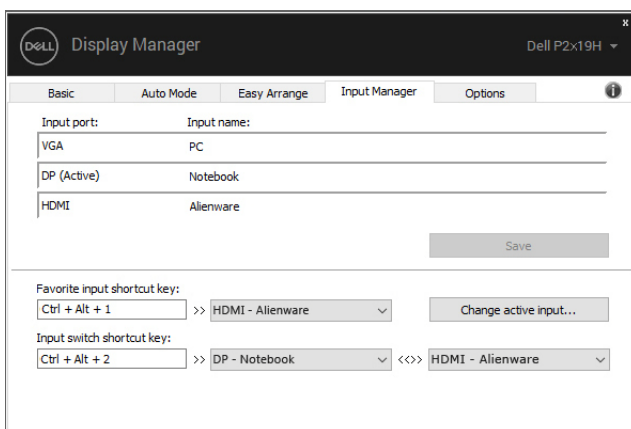 x
DELL Display Manager Dell P2x19H
Basic Auto Mode Easy Arrange Input Manager Options i
Input port: Input name:
VGA PC
DP (Active) Notebook
HDMI Alienware
Save
Favorite input shortcut key:
Ctrl + Alt + 1 >> HDMI - Alienware Change active input...
Input switch shortcut key:
Ctrl + Alt + 2 >> DP - Notebook <<>> HDMI - Alienware